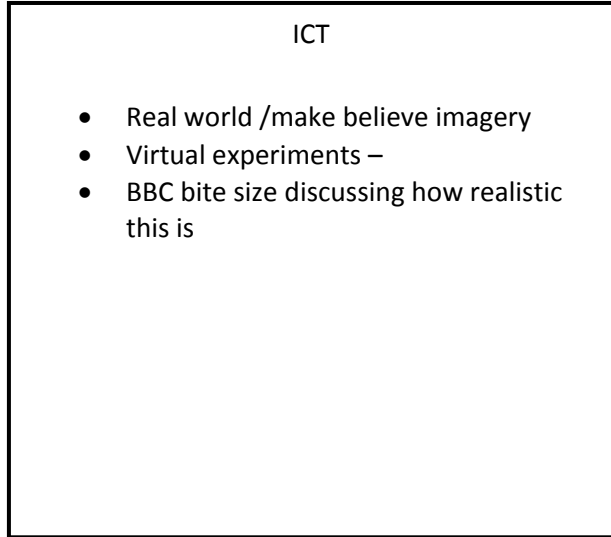 ICT
• Real world /make believe imagery
• Virtual experiments –
• BBC bite size discussing how realistic
this is